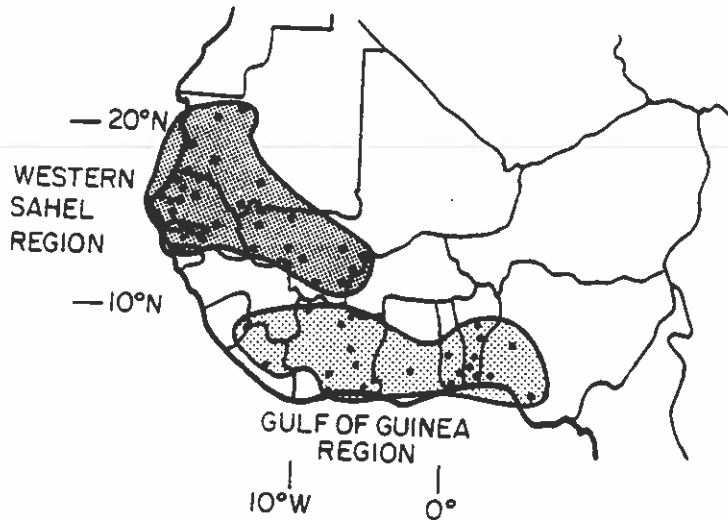 — 20°N
WESTERN
SAHEL
REGION
— 10°N
GULF OF GUINEA
REGION
10°W
0°